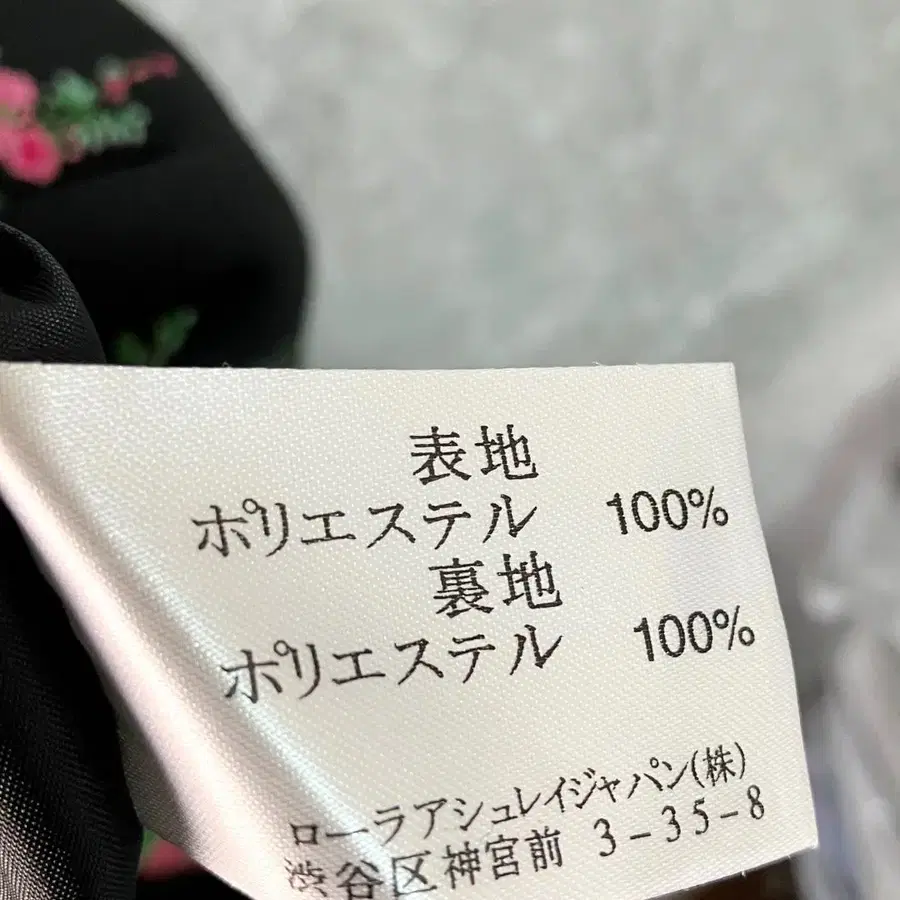 表地
ポリエステル 100%
裏地
ポリエステル 100%
ローラアシュレイジャパン(株)
渋谷区神宮前 3-35-8